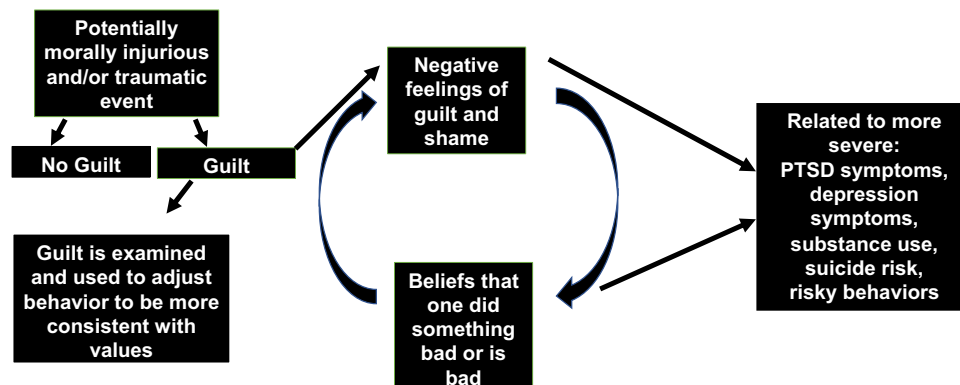 Potentially
morally injurious
and/or traumatic
event
No Guilt
Guilt
Guilt is examined
and used to adjust
behavior to be more
consistent with
values
Negative
feelings of
guilt and
shame
Beliefs that
one did
something
bad or is
bad
Related to more
severe:
PTSD symptoms,
depression
symptoms,
substance use,
suicide risk,
risky behaviors